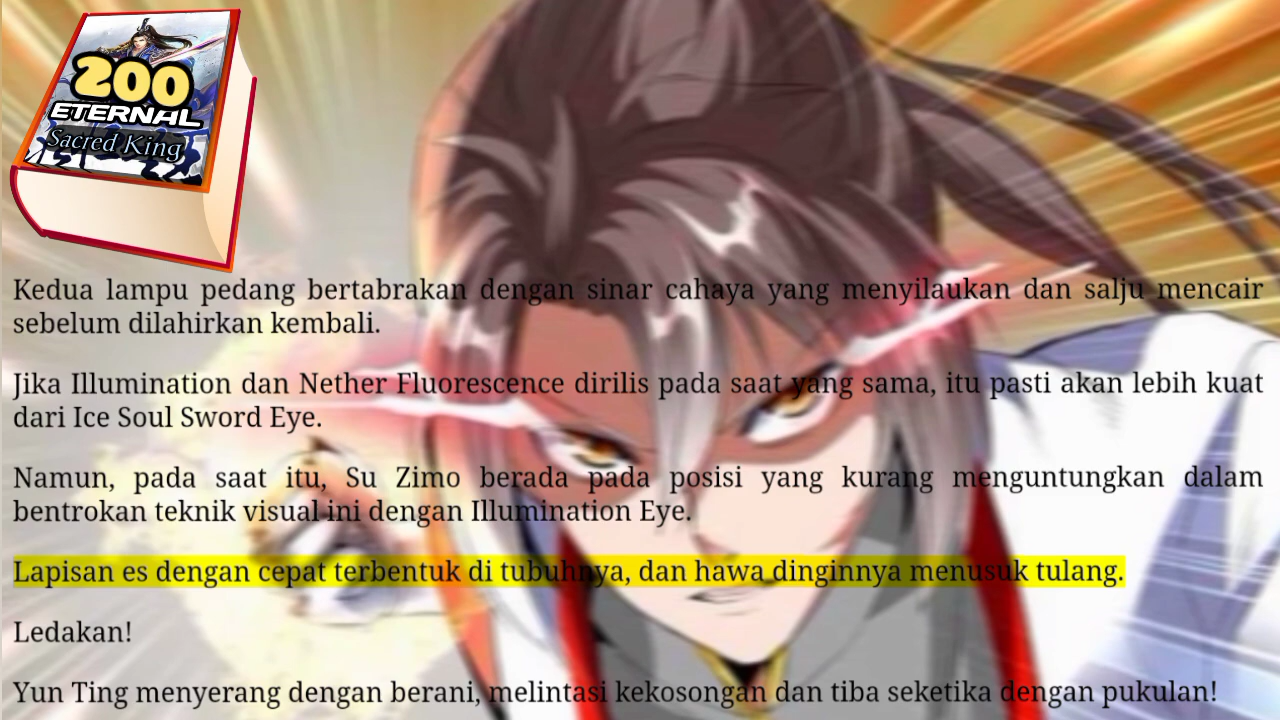 200
ETERNAL
Sacred King
Kedua lampu pedang bertabrakan dengan sinar cahaya yang menyilaukan dan salju mencair
sebelum dilahirkan kembali.
Jika Illumination dan Nether Fluorescence dirilis pada saat yang sama, itu pasti akan lebih kuat
dari Ice Soul Sword Eye.
Namun, pada saat itu, Su Zimo berada pada posisi yang kurang menguntungkan dalam
bentrokan teknik visual ini dengan Illumination Eye.
Lapisan es dengan cepat terbentuk di tubuhnya, dan hawa dinginnya menusuk tulang.
Ledakan!
Yun Ting menyerang dengan berani, melintasi kekosongan dan tiba seketika dengan pukulan!